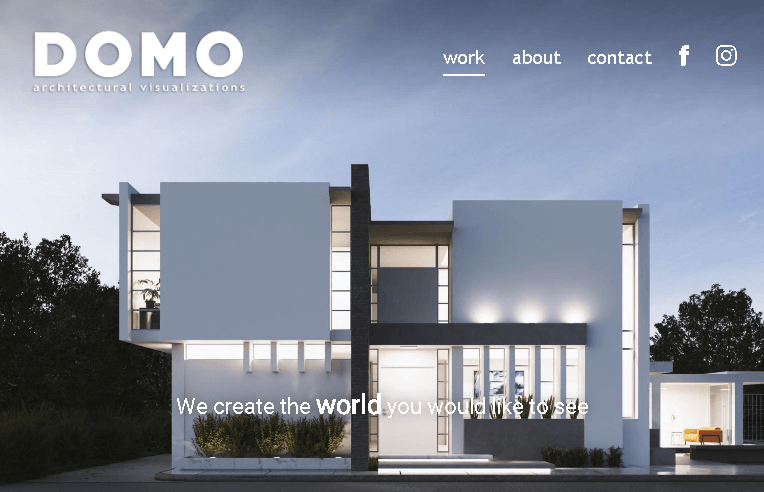 DOMO
architectural visualizations
work about contact
We create the world you would like to see